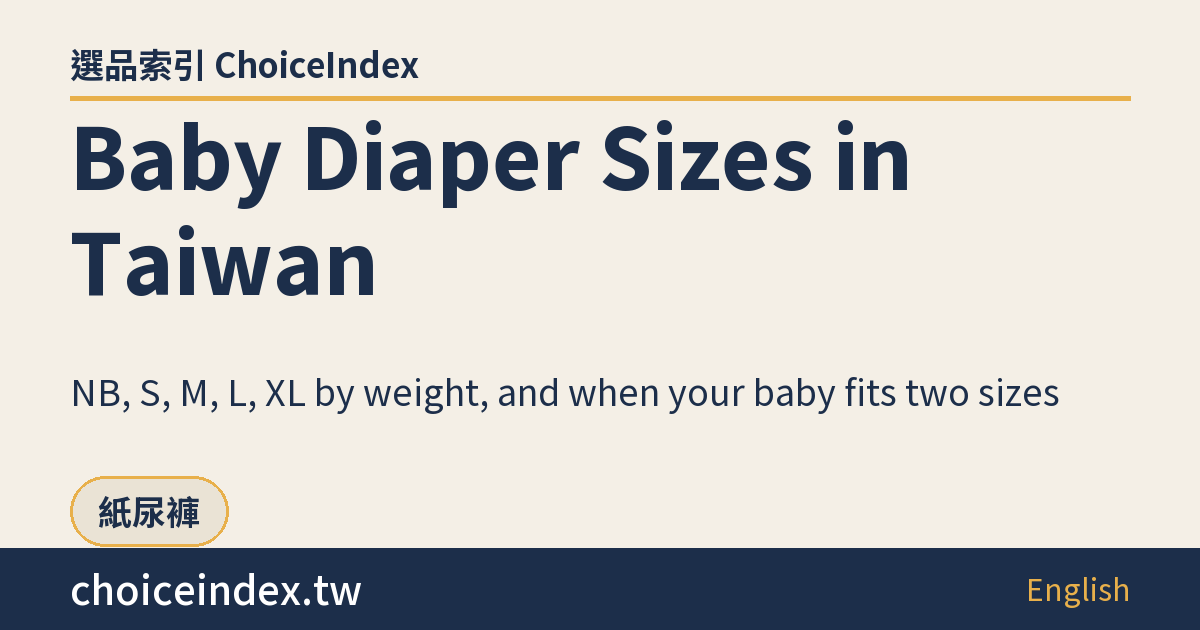 選品索引 ChoiceIndex
Baby Diaper Sizes in
Taiwan
NB, S, M, L, XL by weight, and when your baby fits two sizes
紙尿褲
choiceindex.tw
English